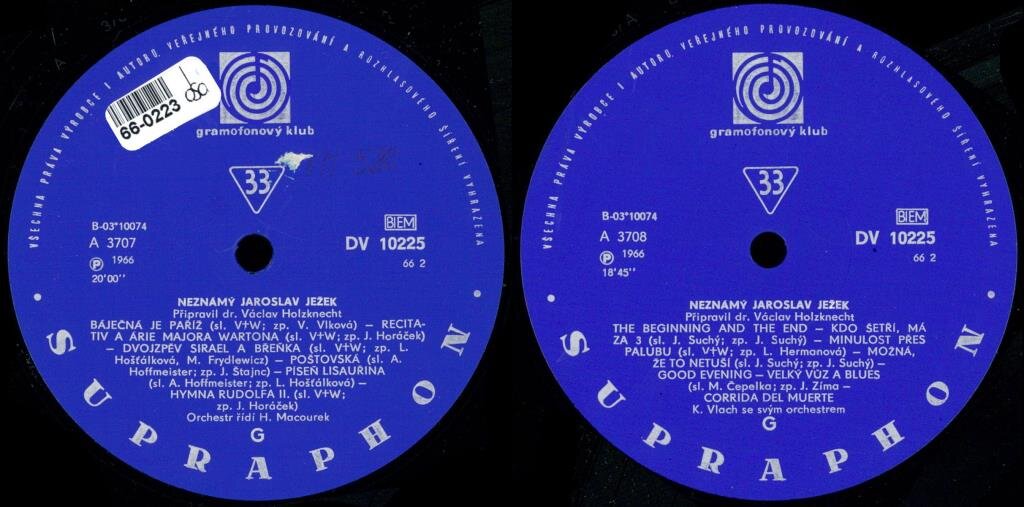 VŠECHNA PRÁVA VÝROBCE I AUTORŮ. VEŘEJNÉHO PROVOZOVÁNÍ A ROZHLASOVÉHO ŠÍŘENÍ VYHRAZENA
66-0223
gramofonový klub
33
B-03*10074
A 3707
P 1966
20'00''
BIEM
DV 10225
66 2
NEZNÁMÝ JAROSLAV JEŽEK
Připravil dr. Václav Holzknecht
BÁJEČNÁ JE PAŘÍŽ (sl. V+W; zp. V. Vlková) – RECITA-
TIV A ÁRIE MAJORA WARTONA (sl. V+W; zp. J. Horáček)
– DVOJZPĚV SIRAEL A BŘEŇKA (sl. V+W; zp. L.
Hošťálková, M. Frydlewicz) – POSTOVSKÁ (sl. A.
Hoffmeister; zp. J. Štajnc) – PÍSEŇ LISAURINA
(sl. A. Hoffmeister; zp. L. Hošťálková) –
HYMNA RUDOLFA II. (sl. V+W;
zp. J. Horáček)
Orchestr řídí H. Macourek
G
SUPRAPHON
VŠECHNA PRÁVA VÝROBCE I AUTORŮ. VEŘEJNÉHO PROVOZOVÁNÍ A ROZHLASOVÉHO ŠÍŘENÍ VYHRAZENA
gramofonový klub
33
B-03*10074
A 3708
P 1966
18'45''
BIEM
DV 10225
66 2
NEZNÁMÝ JAROSLAV JEŽEK
Připravil dr. Václav Holzknecht
THE BEGINNING AND THE END – KDO ŠETŘÍ, MÁ
ZA 3 (sl. J. Suchý; zp. J. Suchý) – MINULOST PŘES
PALUBU (sl. V+W; zp. L. Hermanová) – MOŽNÁ,
ŽE TO NETUŠÍ (sl. J. Suchý; zp. J. Suchý) –
GOOD EVENING – VELKÝ VŮZ A BLUES
(sl. M. Čepelka; zp. J. Zíma –
CORRIDA DEL MUERTE
K. Vlach se svým orchestrem
G
SUPRAPHON